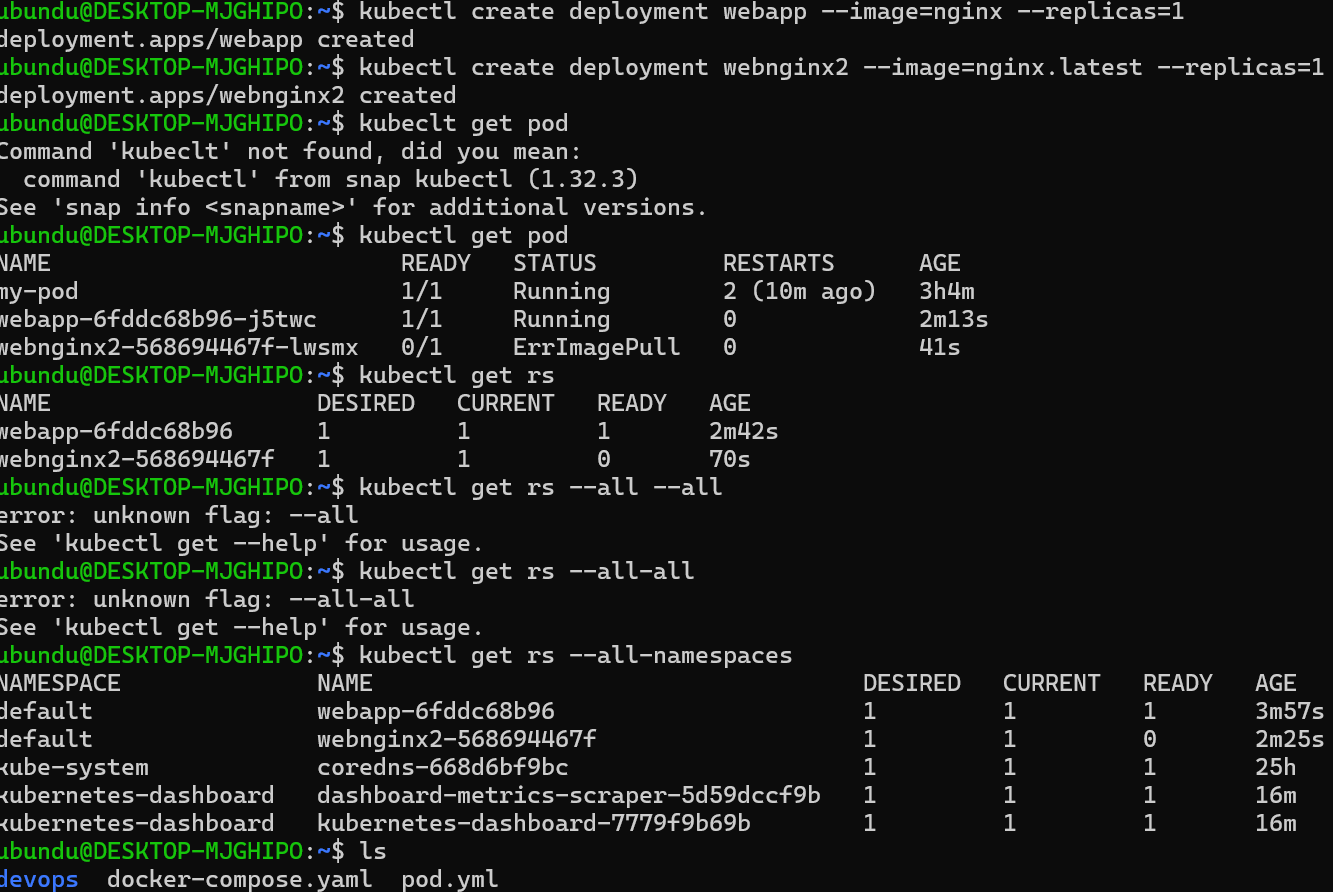 ubundu@DESKTOP-MJGHIPO:~$ kubectl create deployment webapp --image=nginx --replicas=1
deployment.apps/webapp created
ubundu@DESKTOP-MJGHIPO:~$ kubectl create deployment webnginx2 --image=nginx.latest --replicas=1
deployment.apps/webnginx2 created
ubundu@DESKTOP-MJGHIPO:~$ kubeclt get pod
Command 'kubeclt' not found, did you mean:
  command 'kubectl' from snap kubectl (1.32.3)
See 'snap info <snapname>' for additional versions.
ubundu@DESKTOP-MJGHIPO:~$ kubectl get pod
NAME                         READY   STATUS         RESTARTS      AGE
my-pod                       1/1     Running        2 (10m ago)   3h4m
webapp-6fddc68b96-j5twc      1/1     Running        0             2m13s
webnginx2-568694467f-lwsmx   0/1     ErrImagePull   0             41s
ubundu@DESKTOP-MJGHIPO:~$ kubectl get rs
NAME                   DESIRED   CURRENT   READY   AGE
webapp-6fddc68b96      1         1         1       2m42s
webnginx2-568694467f   1         1         0       70s
ubundu@DESKTOP-MJGHIPO:~$ kubectl get rs --all --all
error: unknown flag: --all
See 'kubectl get --help' for usage.
ubundu@DESKTOP-MJGHIPO:~$ kubectl get rs --all-all
error: unknown flag: --all-all
See 'kubectl get --help' for usage.
ubundu@DESKTOP-MJGHIPO:~$ kubectl get rs --all-namespaces
NAMESPACE              NAME                                   DESIRED   CURRENT   READY   AGE
default                webapp-6fddc68b96                      1         1         1       3m57s
default                webnginx2-568694467f                   1         1         0       2m25s
kube-system            coredns-668d6bf9bc                     1         1         1       25h
kubernetes-dashboard   dashboard-metrics-scraper-5d59dccf9b   1         1         1       16m
kubernetes-dashboard   kubernetes-dashboard-7779f9b69b        1         1         1       16m
ubundu@DESKTOP-MJGHIPO:~$ ls
devops  docker-compose.yaml  pod.yml